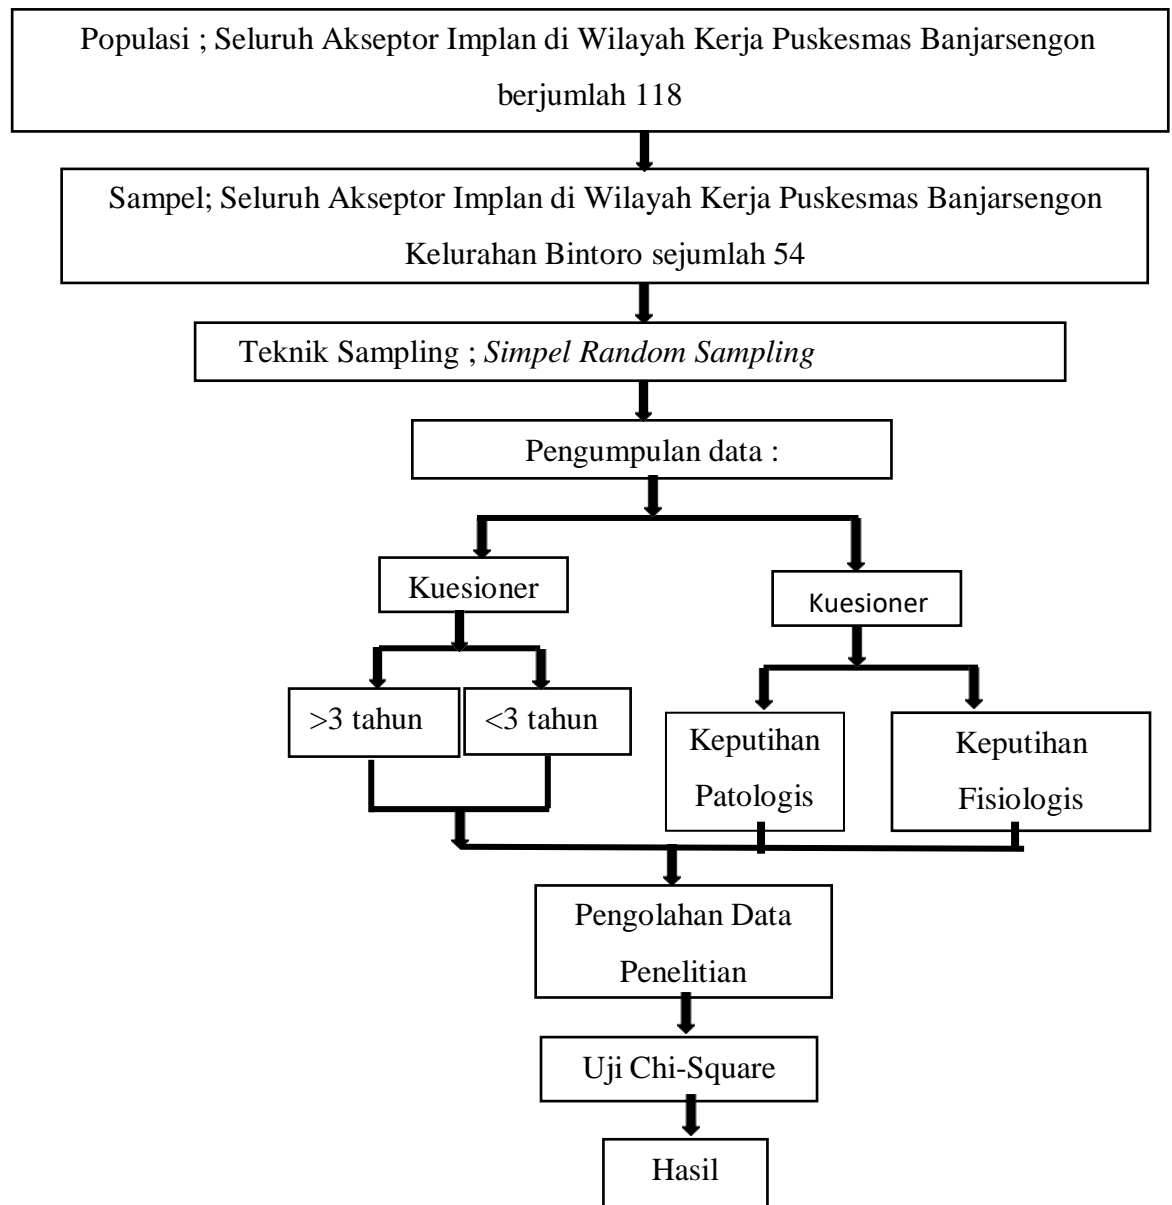 Populasi ; Seluruh Akseptor Implan di Wilayah Kerja Puskesmas Banjarsengon
berjumlah 118
Sampel; Seluruh Akseptor Implan di Wilayah Kerja Puskesmas Banjarsengon
Kelurahan Bintoro sejumlah 54
Teknik Sampling ; Simpel Random Sampling
Pengumpulan data :
Kuesioner
Kuesioner
>3 tahun
<3 tahun
Keputihan
Patologis
Keputihan
Fisiologis
Pengolahan Data
Penelitian
Uji Chi-Square
Hasil